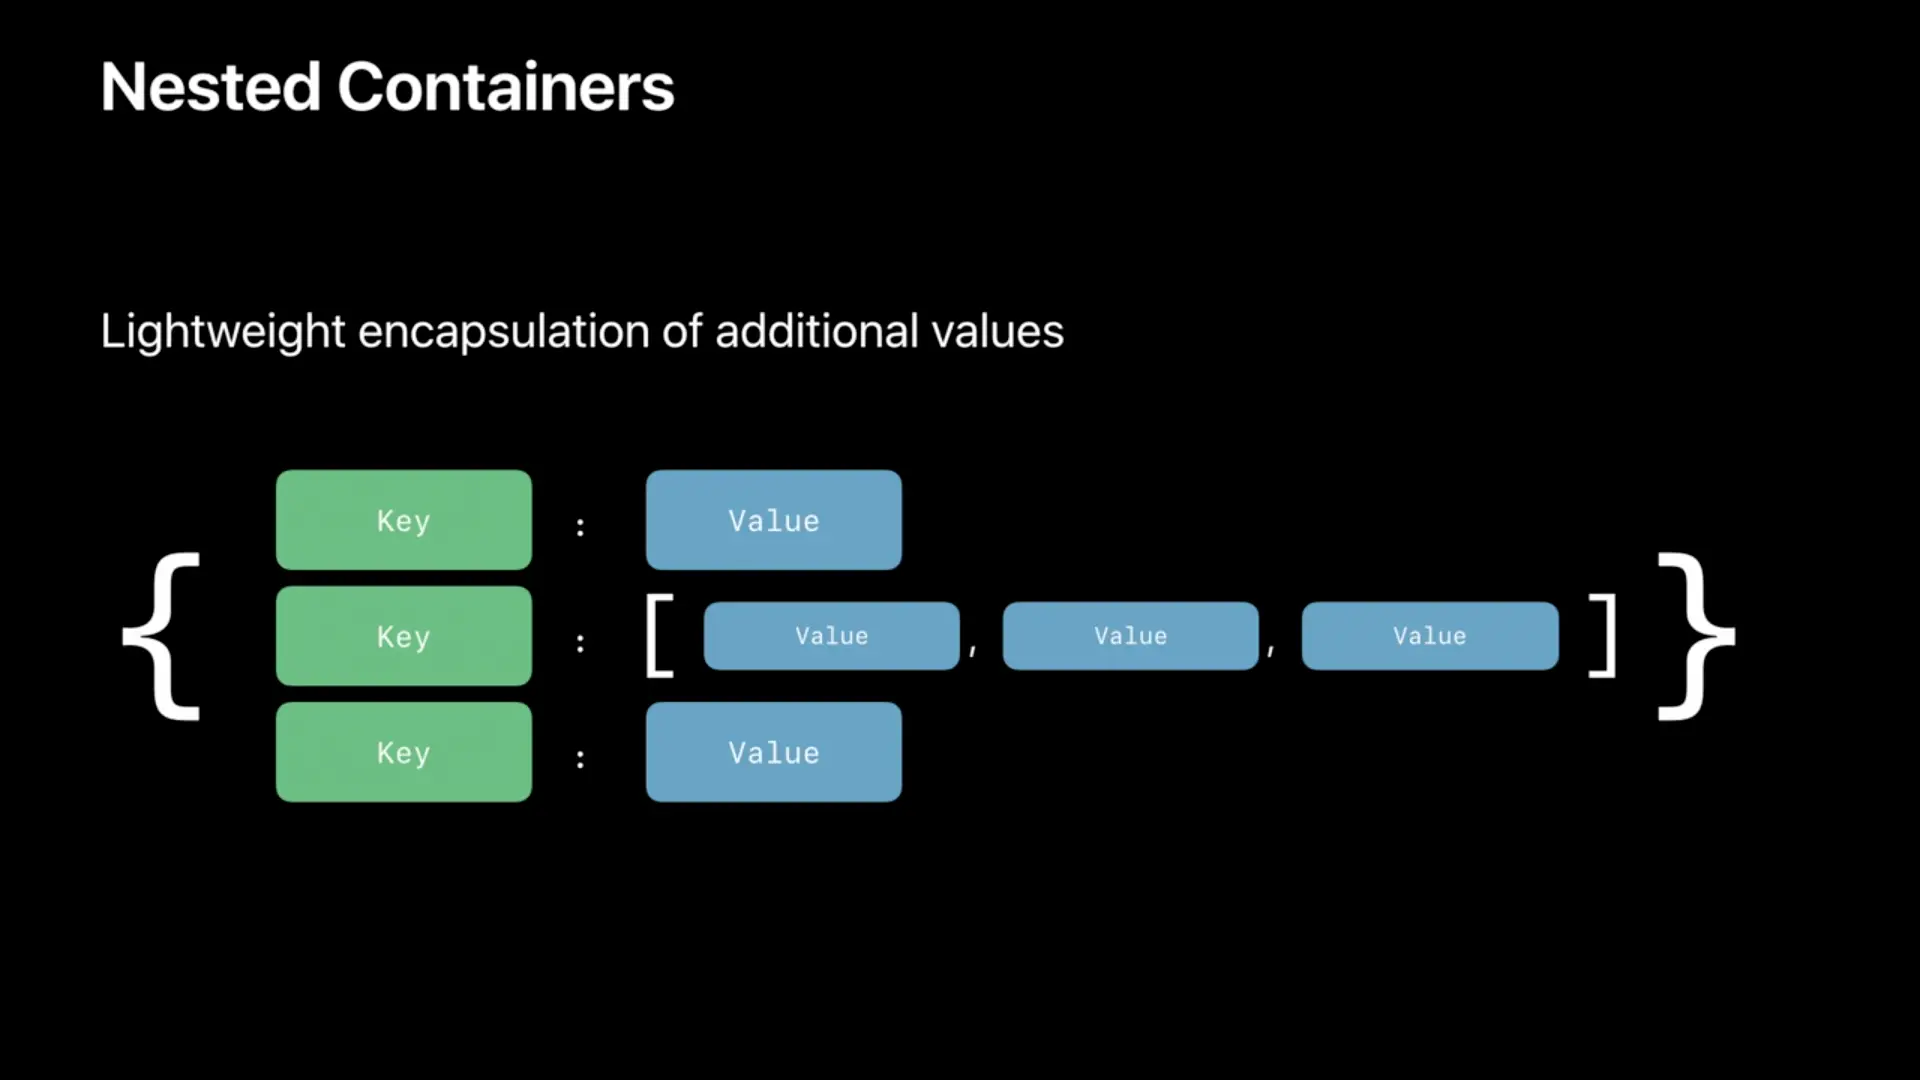 Nested Containers
Lightweight encapsulation of additional values
{
Key : Value
Key : [ Value , Value , Value ]
Key : Value
}